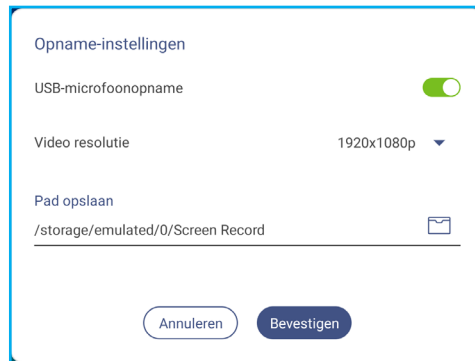 Opname-instellingen
USB-microfoonopname
Video resolutie 1920x1080p
Pad opslaan
/storage/emulated/0/Screen Record
Annuleren Bevestigen